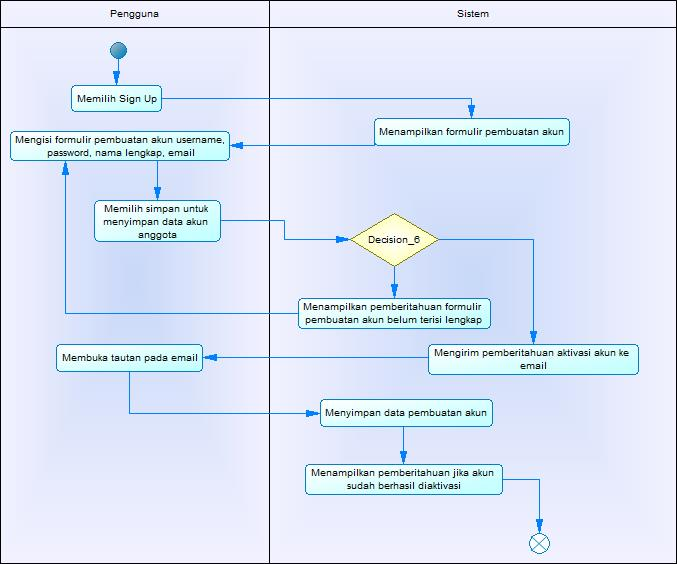 Pengguna
Sistem
Memilih Sign Up
Menampilkan formulir pembuatan akun
Mengisi formulir pembuatan akun username,
password, nama lengkap, email
Memilih simpan untuk
menyimpan data akun
anggota
Decision_6
Menampilkan pemberitahuan formulir
pembuatan akun belum terisi lengkap
Membuka tautan pada email
Mengirim pemberitahuan aktivasi akun ke
email
Menyimpan data pembuatan akun
Menampilkan pemberitahuan jika akun
sudah berhasil diaktivasi